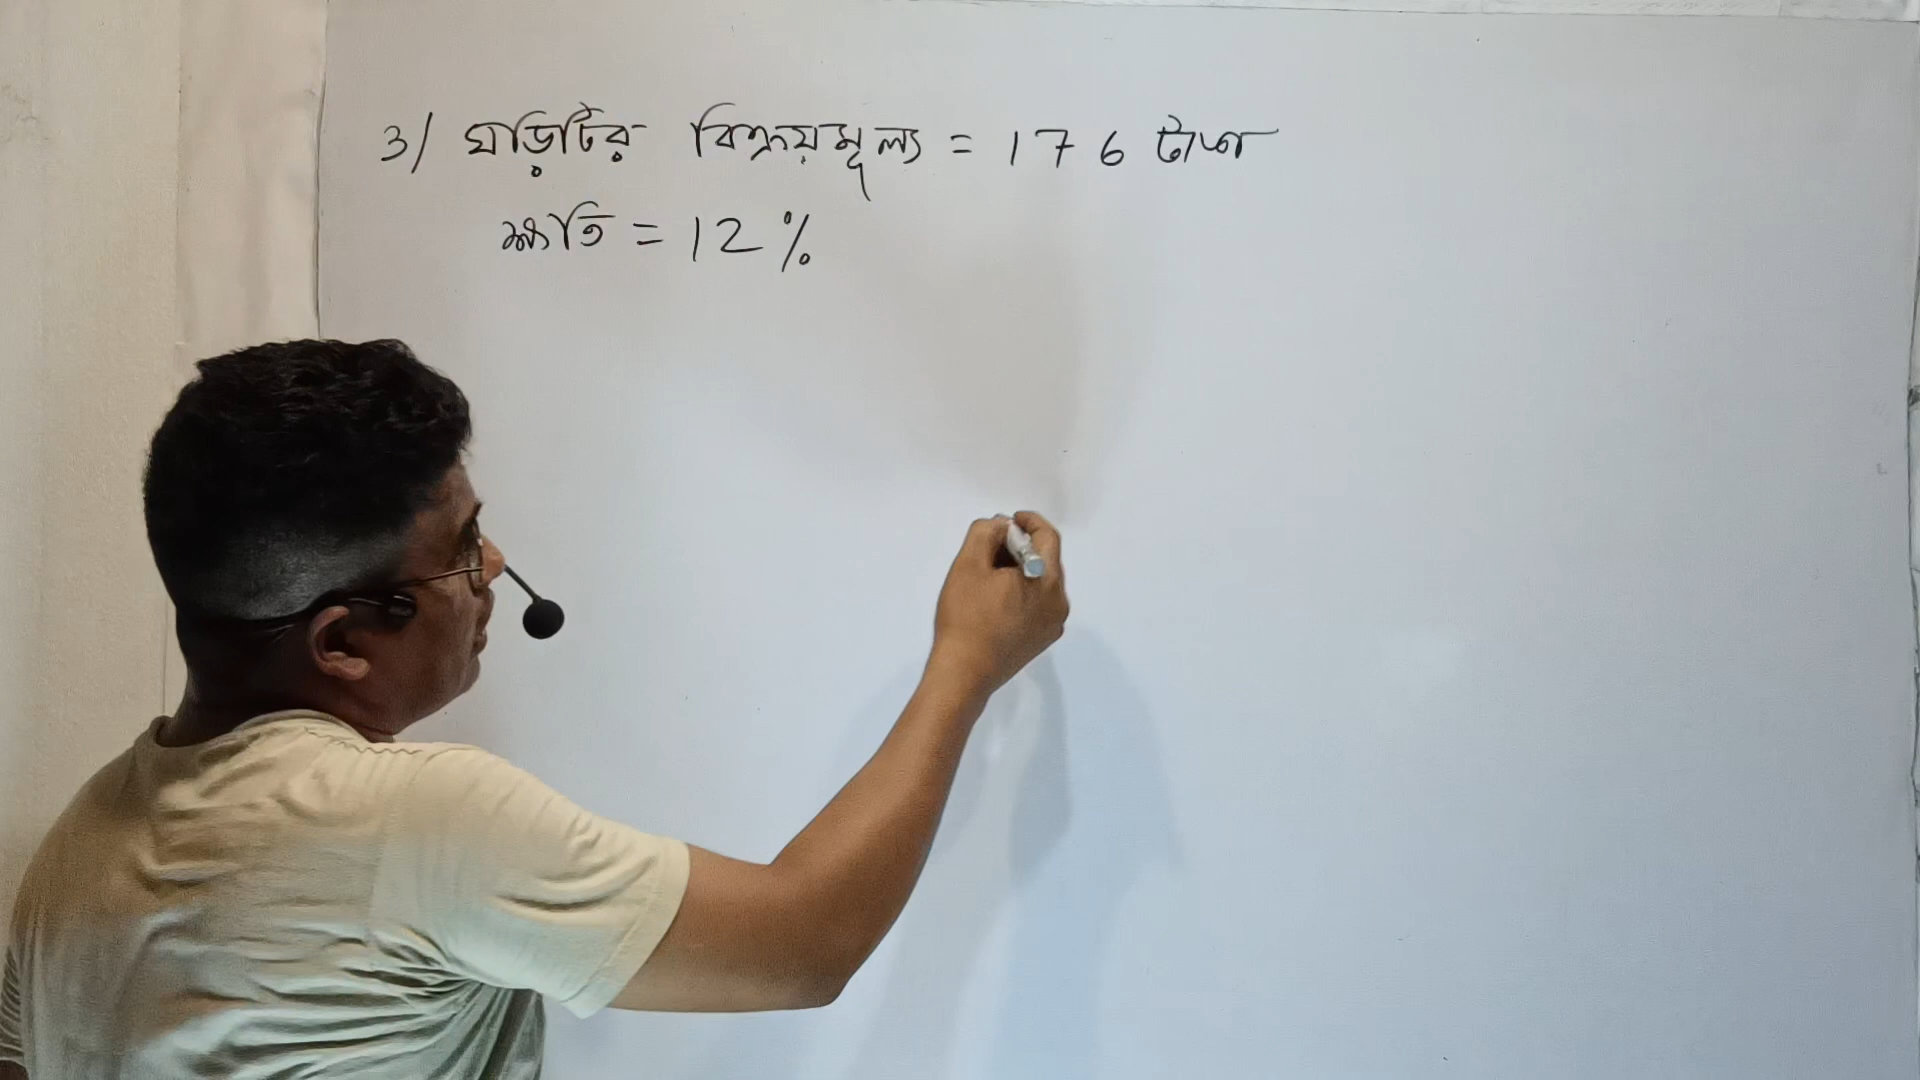 3/ ঘড়িটির বিক্রয়মূল্য = 176 টাকা
ক্ষতি = 12%